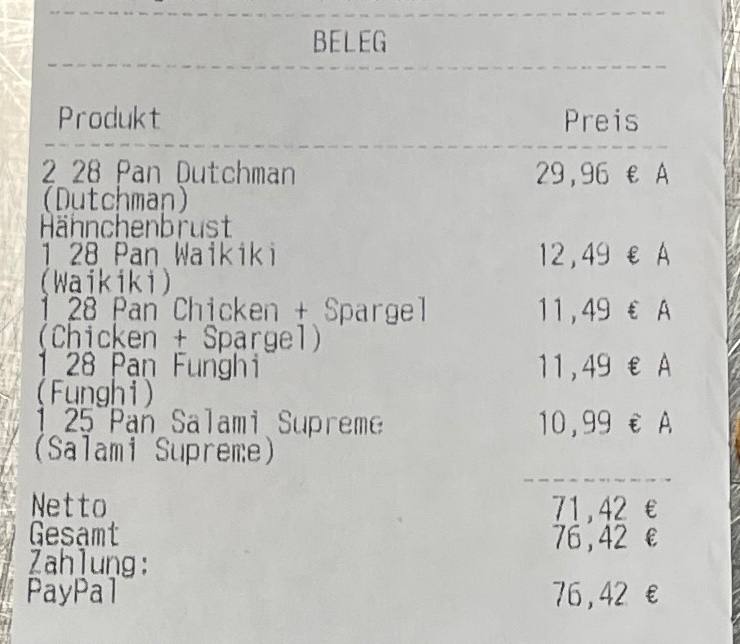 BELEG
Produkt Preis
2 28 Pan Dutchman 29,96 € A
(Dutchman)
Hähnchenbrust
1 28 Pan Waikiki 12,49 € A
(Waikiki)
1 28 Pan Chicken + Spargel 11,49 € A
(Chicken + Spargel)
1 28 Pan Funghi 11,49 € A
(Funghi)
1 25 Pan Salami Supreme 10,99 € A
(Salami Supreme)
Netto 71,42 €
Gesamt 76,42 €
Zahlung:
PayPal 76,42 €